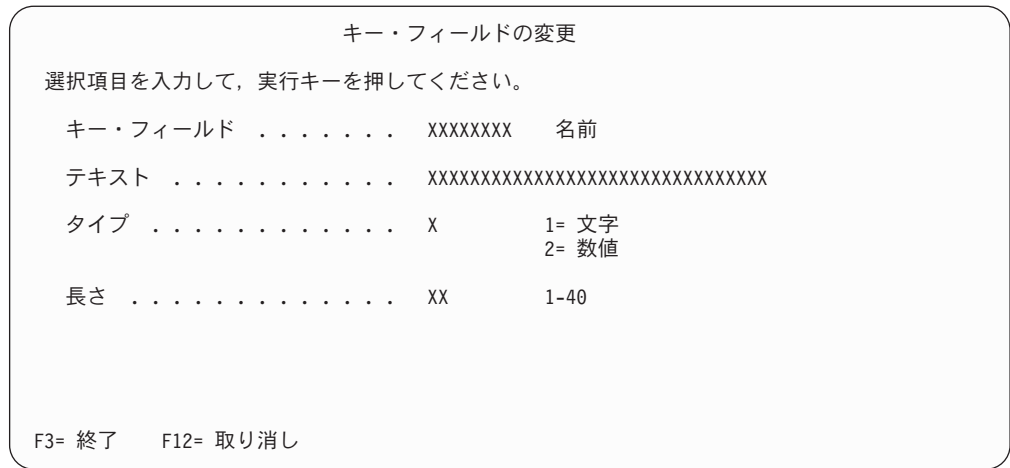 キー・フィールドの変更
選択項目を入力して, 実行キーを押してください。
キー・フィールド . . . . . . . XXXXXXXX 名前
テキスト . . . . . . . . . . . XXXXXXXXXXXXXXXXXXXXXXXXXXXXXXXX
タイプ . . . . . . . . . . . . X 1= 文字
2= 数値
長さ . . . . . . . . . . . . . XX 1-40
F3= 終了 F12= 取り消し